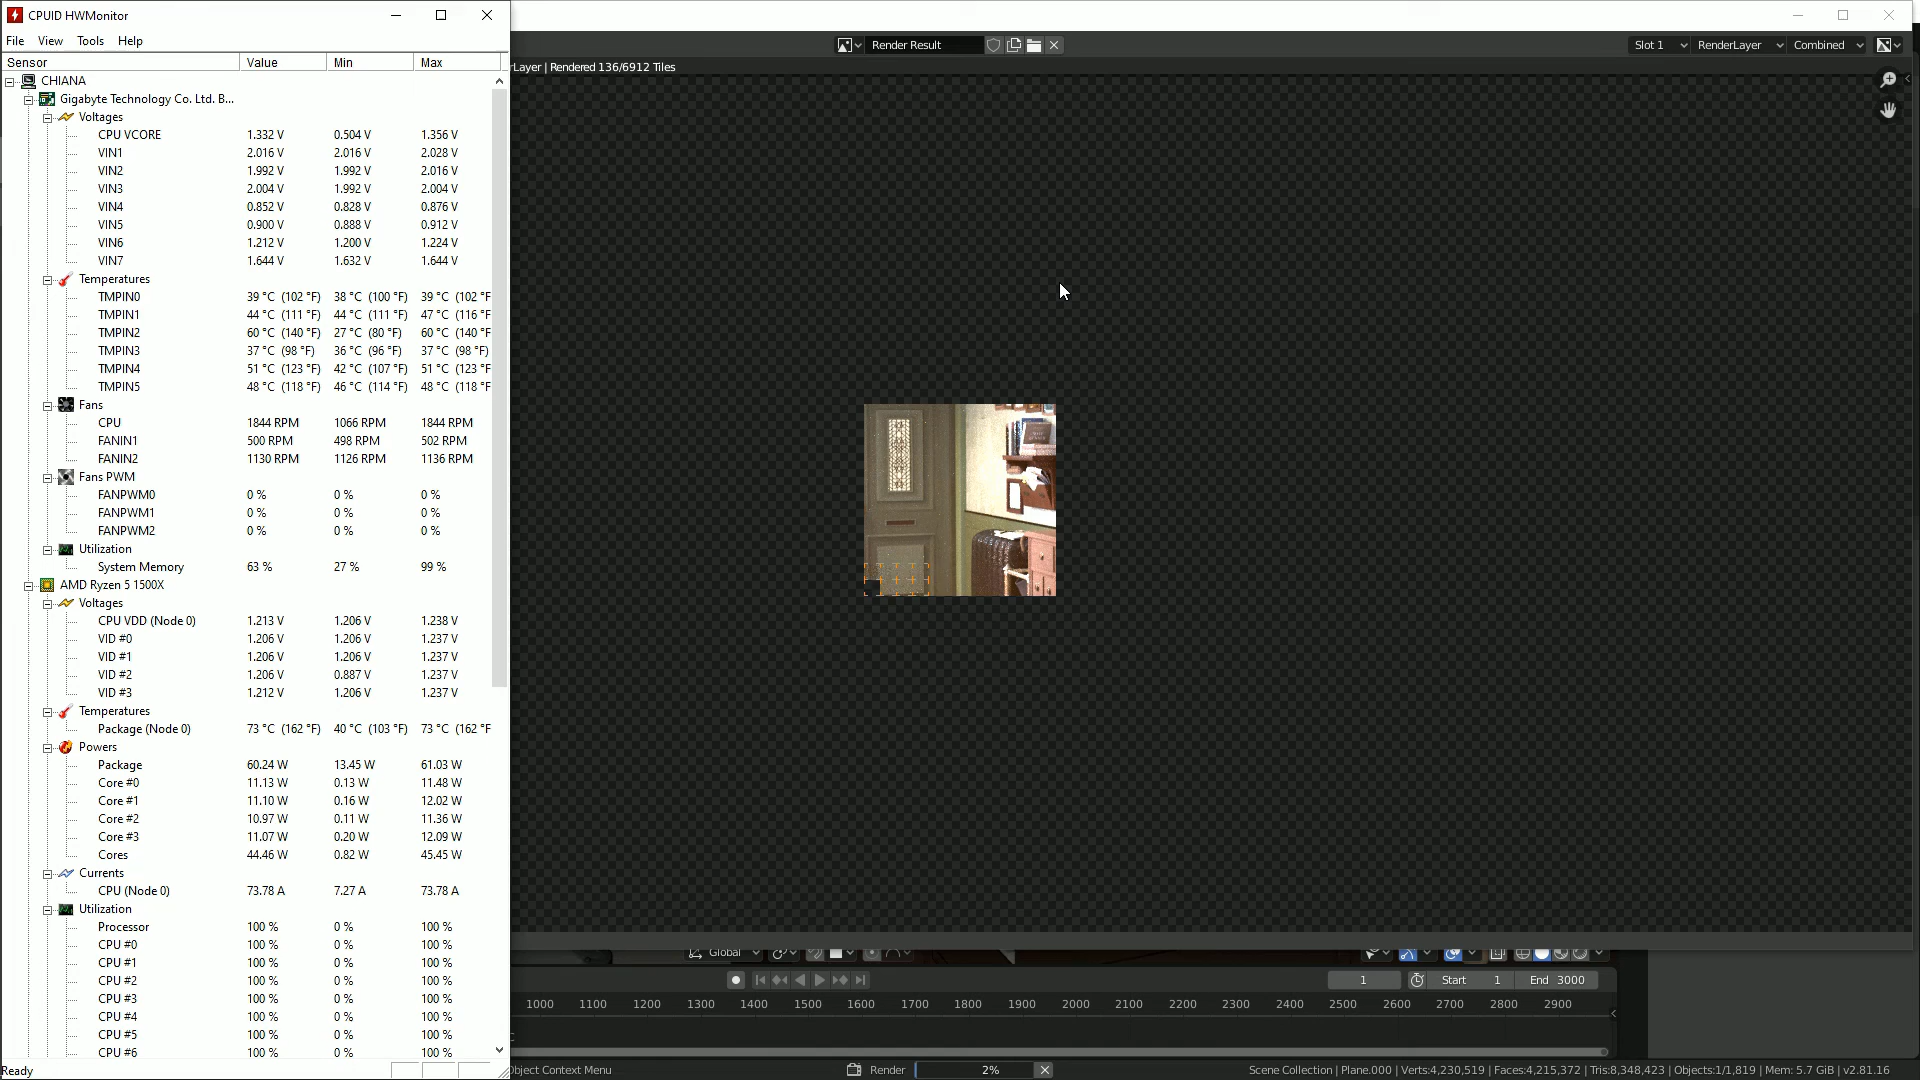 CPUID HWMonitor
File View Tools Help
Sensor Value Min Max
CHIANA
Gigabyte Technology Co. Ltd. B...
Voltages
CPU VCORE 1.332 V 0.504 V 1.356 V
VIN1 2.016 V 2.016 V 2.028 V
VIN2 1.992 V 1.992 V 2.016 V
VIN3 2.004 V 1.992 V 2.004 V
VIN4 0.852 V 0.828 V 0.876 V
VIN5 0.900 V 0.888 V 0.912 V
VIN6 1.212 V 1.200 V 1.224 V
VIN7 1.644 V 1.632 V 1.644 V
Temperatures
TMPIN0 39 °C (102 °F) 38 °C (100 °F) 39 °C (102 °F
TMPIN1 44 °C (111 °F) 44 °C (111 °F) 47 °C (116 °F
TMPIN2 60 °C (140 °F) 27 °C (80 °F) 60 °C (140 °F
TMPIN3 37 °C (98 °F) 36 °C (96 °F) 37 °C (98 °F)
TMPIN4 51 °C (123 °F) 42 °C (107 °F) 51 °C (123 °F
TMPIN5 48 °C (118 °F) 46 °C (114 °F) 48 °C (118 °F
Fans
CPU 1844 RPM 1066 RPM 1844 RPM
FANIN1 500 RPM 498 RPM 502 RPM
FANIN2 1130 RPM 1126 RPM 1136 RPM
Fans PWM
FANPWM0 0 % 0 % 0 %
FANPWM1 0 % 0 % 0 %
FANPWM2 0 % 0 % 0 %
Utilization
System Memory 63 % 27 % 99 %
AMD Ryzen 5 1500X
Voltages
CPU VDD (Node 0) 1.213 V 1.206 V 1.238 V
VID #0 1.206 V 1.206 V 1.237 V
VID #1 1.206 V 1.206 V 1.237 V
VID #2 1.206 V 0.887 V 1.237 V
VID #3 1.212 V 1.206 V 1.237 V
Temperatures
Package (Node 0) 73 °C (162 °F) 40 °C (103 °F) 73 °C (162 °F
Powers
Package 60.24 W 13.45 W 61.03 W
Core #0 11.13 W 0.13 W 11.48 W
Core #1 11.10 W 0.16 W 12.02 W
Core #2 10.97 W 0.11 W 11.36 W
Core #3 11.07 W 0.20 W 12.09 W
Cores 44.46 W 0.82 W 45.45 W
Currents
CPU (Node 0) 73.78 A 7.27 A 73.78 A
Utilization
Processor 100 % 0 % 100 %
CPU #0 100 % 0 % 100 %
CPU #1 100 % 0 % 100 %
CPU #2 100 % 0 % 100 %
CPU #3 100 % 0 % 100 %
CPU #4 100 % 0 % 100 %
CPU #5 100 % 0 % 100 %
CPU #6 100 % 0 % 100 %
Ready
Render Result
Slot 1 RenderLayer Combined
rLayer | Rendered 136/6912 Tiles
Global
1 Start 1 End 3000
1000 1100 1200 1300 1400 1500 1600 1700 1800 1900 2000 2100 2200 2300 2400 2500 2600 2700 2800 2900
Object Context Menu
Render 2%
Scene Collection | Plane.000 | Verts:4,230,519 | Faces:4,215,372 | Tris:8,348,423 | Objects:1/1,819 | Mem: 5.7 GiB | v2.81.16